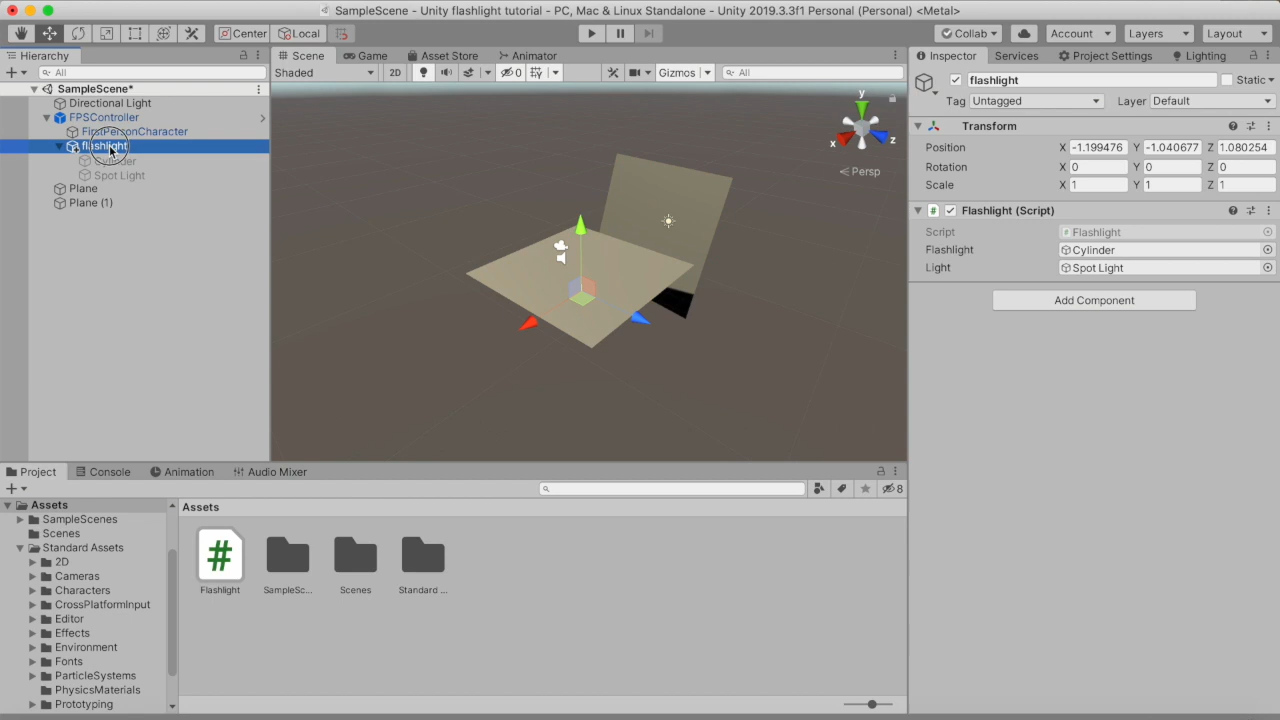 SampleScene - Unity flashlight tutorial - PC, Mac & Linux Standalone - Unity 2019.3.3f1 Personal (Personal) <Metal>
Center Local Collab Account Layers Layout
Hierarchy
All
SampleScene*
Directional Light
FPSController
FirstPersonCharacter
flashlight
Cylinder
Spot Light
Plane
Plane (1)
Scene Game Asset Store Animator
Shaded 2D 0 Gizmos All
y
x
z
Persp
Inspector Services Project Settings Lighting
flashlight Static
Tag Untagged Layer Default
Transform
Position X -1.199476 Y -1.040677 Z 1.080254
Rotation X 0 Y 0 Z 0
Scale X 1 Y 1 Z 1
# Flashlight (Script)
Script # Flashlight
Flashlight Cylinder
Light Spot Light
Add Component
Project Console Animation Audio Mixer
8
Assets
SampleScenes
Scenes
Standard Assets
2D
Cameras
Characters
CrossPlatformInput
Editor
Effects
Environment
Fonts
ParticleSystems
PhysicsMaterials
Prototyping
Assets
#
Flashlight SampleSc... Scenes Standard ...